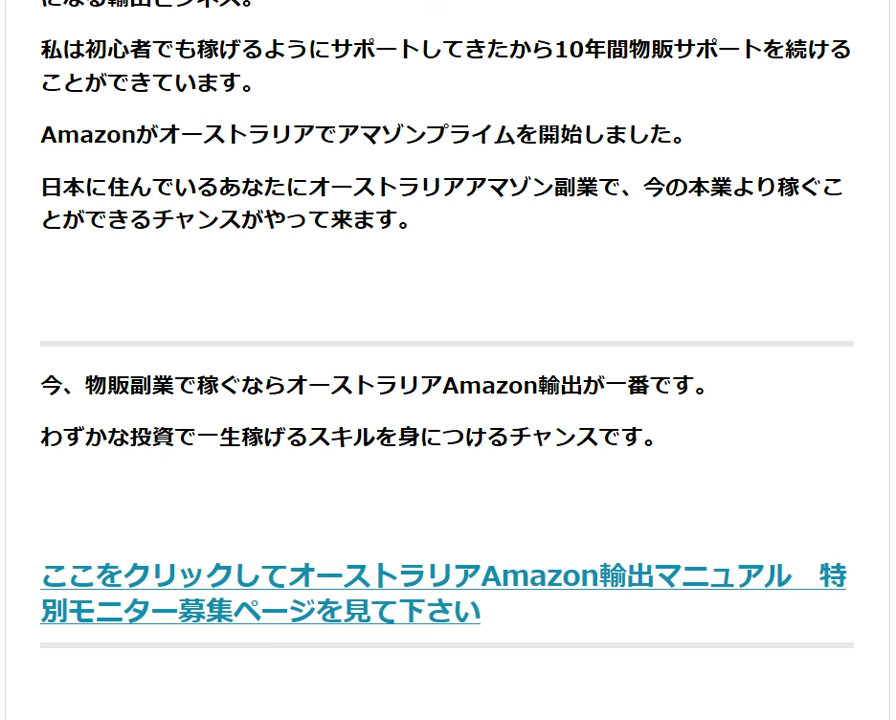 になる輸出ビジネス。
私は初心者でも稼げるようにサポートしてきたから10年間物販サポートを続ける
ことができています。
Amazonがオーストラリアでアマゾンプライムを開始しました。
日本に住んでいるあなたにオーストラリアアマゾン副業で、今の本業より稼ぐこ
とができるチャンスがやって来ます。
今、物販副業で稼ぐならオーストラリアAmazon輸出が一番です。
わずかな投資で一生稼げるスキルを身につけるチャンスです。
ここをクリックしてオーストラリアAmazon輸出マニュアル　特
別モニター募集ページを見て下さい